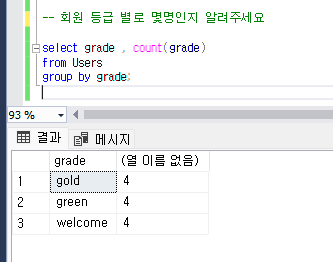 -- 회원 등급 별로 몇명인지 알려주세요
select grade , count(grade)
from Users
group by grade;
93 %
결과 메시지
grade (열 이름 없음)
1 gold 4
2 green 4
3 welcome 4